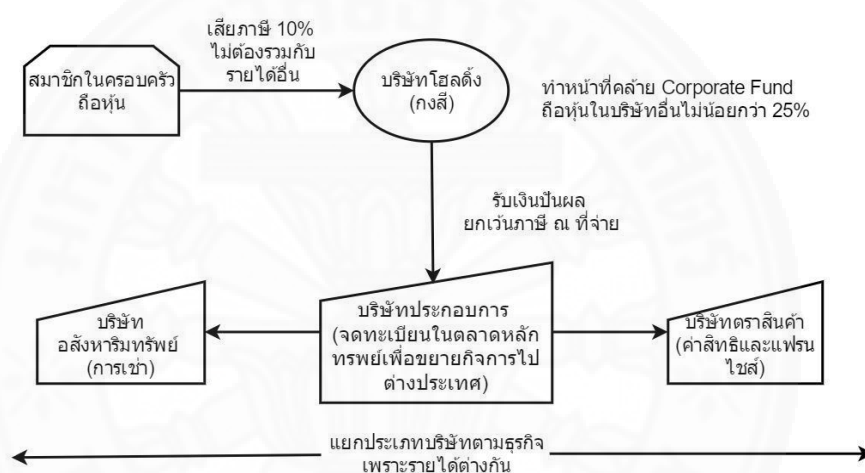 เสียภาษี 10%
ไม่ต้องรวมกับ
รายได้อื่น
สมาชิกในครอบครัว
ถือหุ้น
บริษัทโฮลดิ้ง
(กงสี)
ทำหน้าที่คล้าย Corporate Fund
ถือหุ้นในบริษัทอื่นไม่น้อยกว่า 25%
รับเงินปันผล
ยกเว้นภาษี ณ ที่จ่าย
บริษัท
อสังหาริมทรัพย์
(การเช่า)
บริษัทประกอบการ
(จดทะเบียนในตลาดหลัก
ทรัพย์เพื่อขยายกิจการไป
ต่างประเทศ)
บริษัทตราสินค้า
(ค่าสิทธิและแฟรน
ไชส์)
แยกประเภทบริษัทตามธุรกิจ
เพราะรายได้ต่างกัน